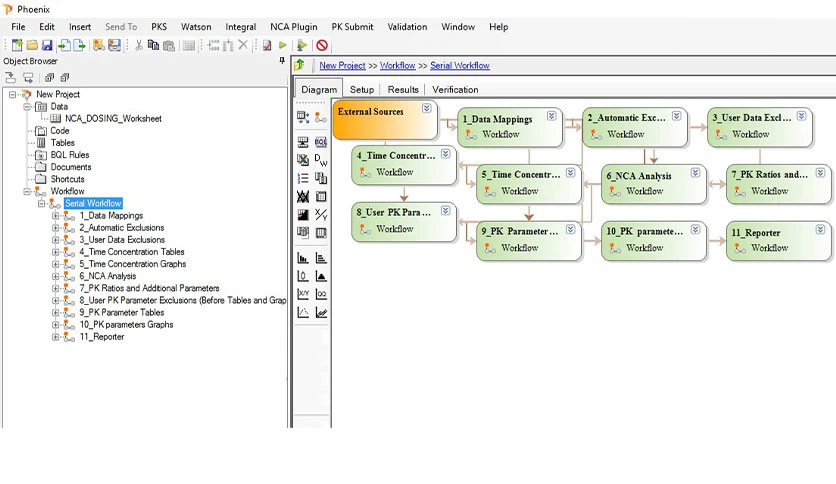 Phoenix
File Edit Insert Send To PKS Watson Integral NCA Plugin PK Submit Validation Window Help
Object Browser
New Project >> Workflow >> Serial Workflow
Diagram Setup Results Verification
New Project
Data
NCA_DOSING_Worksheet
Code
Tables
BQL Rules
Documents
Shortcuts
Workflow
Serial Workflow
1_Data Mappings
2_Automatic Exclusions
3_User Data Exclusions
4_Time Concentration Tables
5_Time Concentration Graphs
6_NCA Analysis
7_PK Ratios and Additional Parameters
8_User PK Parameter Exclusions (Before Tables and Grap
9_PK Parameter Tables
10_PK parameters Graphs
11_Reporter
BQL
DW
X/Y
External Sources
1_Data Mappings
Workflow
2_Automatic Exc...
Workflow
3_User Data Excl...
Workflow
4_Time Concentr...
Workflow
5_Time Concentr...
Workflow
6_NCA Analysis
Workflow
7_PK Ratios and...
Workflow
8_User PK Para ...
Workflow
9_PK Parameter ...
Workflow
10_PK paramete...
Workflow
11_Reporter
Workflow